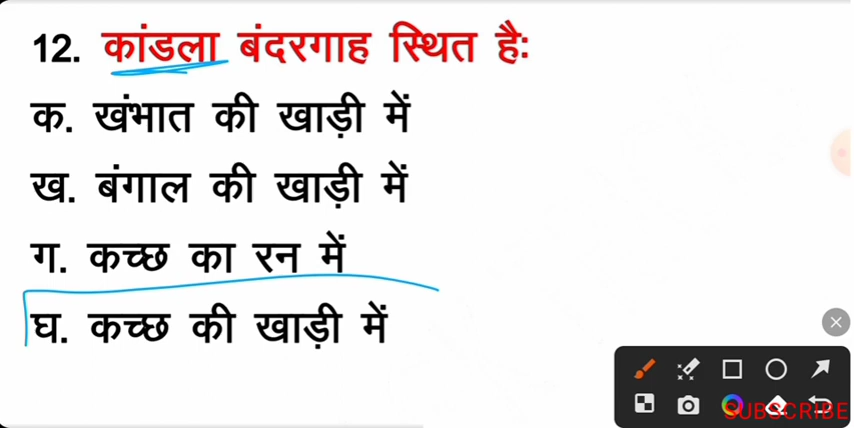 12. कांडला बंदरगाह स्थित हैः
क. खंभात की खाड़ी में
ख. बंगाल की खाड़ी में
ग. कच्छ का रन में
घ. कच्छ की खाड़ी में
SUBSCRIBE